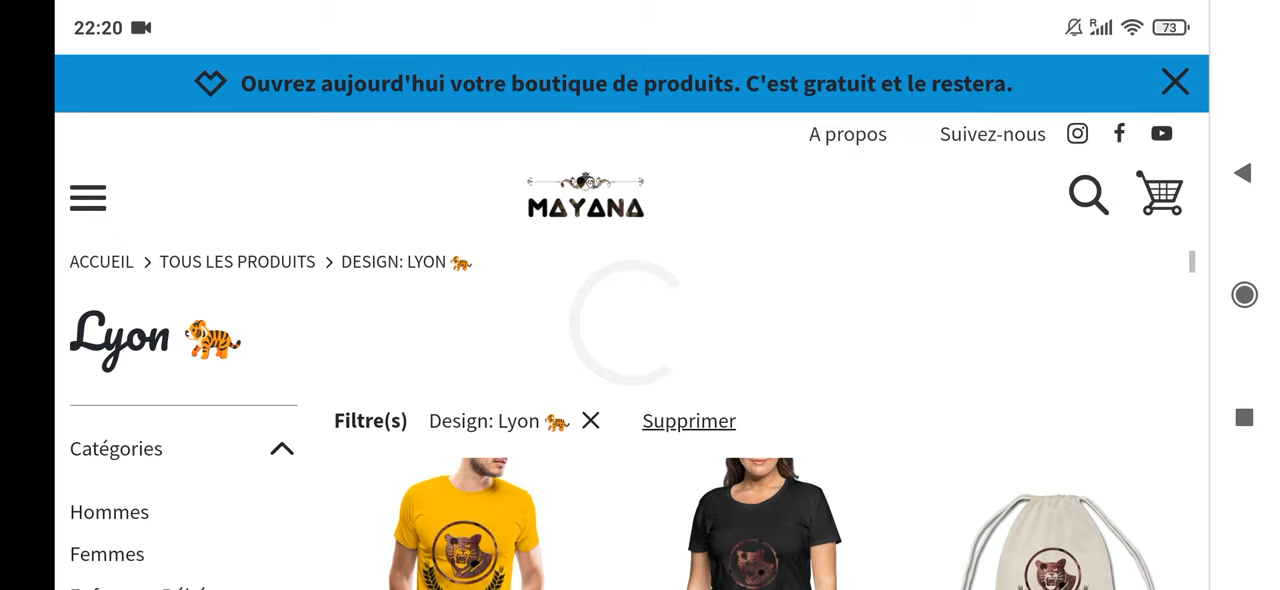 22:20
R
73
Ouvrez aujourd'hui votre boutique de produits. C'est gratuit et le restera.
A propos Suivez-nous
MAYANA
ACCUEIL > TOUS LES PRODUITS > DESIGN: LYON 🐅
Lyon 🐅
Filtre(s) Design: Lyon 🐅 Supprimer
Catégories
Hommes
Femmes